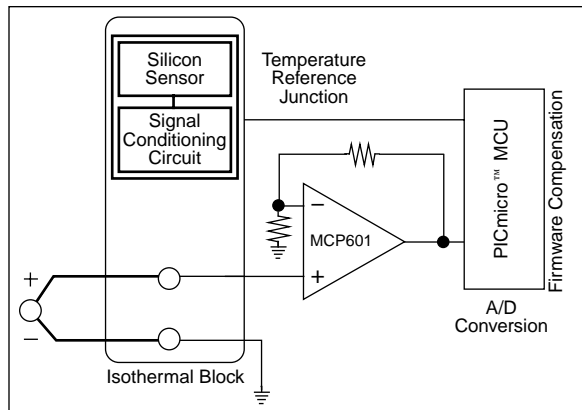 Silicon
Sensor
Signal
Conditioning
Circuit
Temperature
Reference
Junction
−
+
MCP601
PICmicro™ MCU
Firmware Compensation
A/D
Conversion
+
−
Isothermal Block